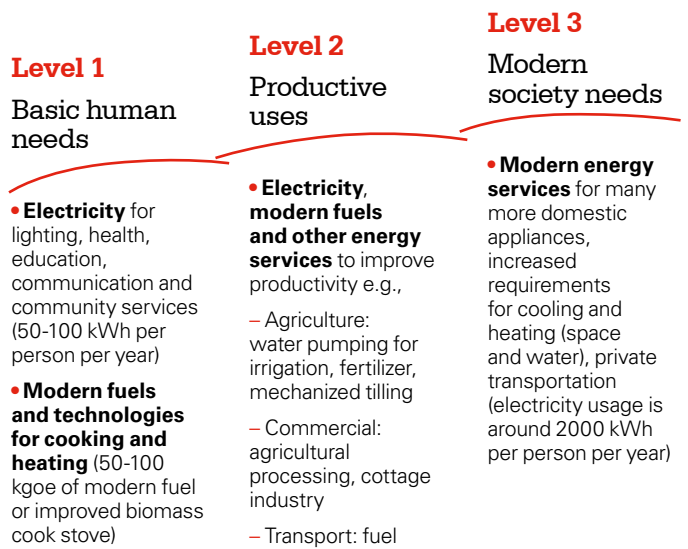 Level 1
Basic human
needs
• Electricity for
lighting, health,
education,
communication and
community services
(50-100 kWh per
person per year)
• Modern fuels
and technologies
for cooking and
heating (50-100
kgoe of modern fuel
or improved biomass
cook stove)
Level 2
Productive
uses
• Electricity,
modern fuels
and other energy
services to improve
productivity e.g.,
– Agriculture:
water pumping for
irrigation, fertilizer,
mechanized tilling
– Commercial:
agricultural
processing, cottage
industry
– Transport: fuel
Level 3
Modern
society needs
• Modern energy
services for many
more domestic
appliances,
increased
requirements
for cooling and
heating (space
and water), private
transportation
(electricity usage is
around 2000 kWh
per person per year)